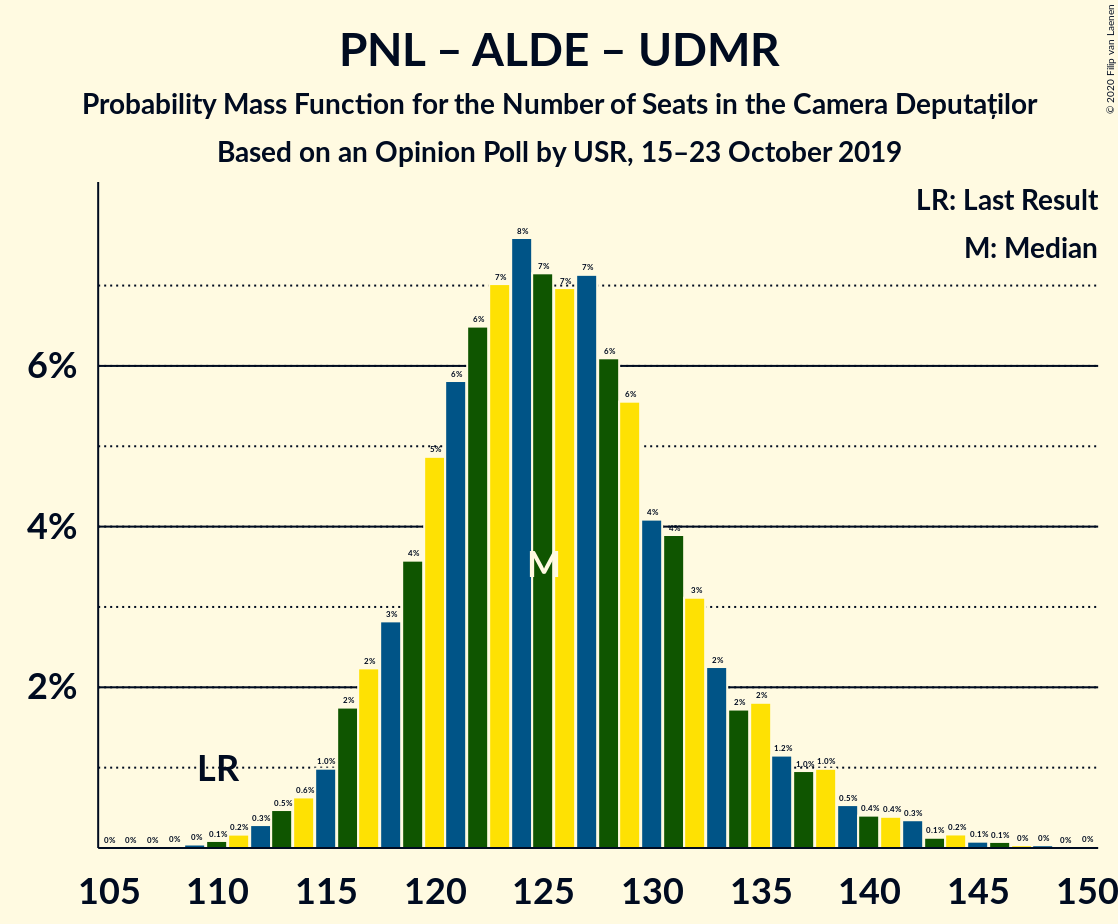 PNL – ALDE – UDMR
Probability Mass Function for the Number of Seats in the Camera Deputaților
Based on an Opinion Poll by USR, 15–23 October 2019
© 2020 Filip van Laenen
LR: Last Result
M: Median
6%
4%
2%
LR
M
0% 0% 0% 0% 0% 0.1% 0.2% 0.3% 0.5% 0.6% 1.0% 2% 2% 3% 4% 5% 6% 6% 7% 8% 7% 7% 7% 6% 6% 4% 4% 3% 2% 2% 2% 1.2% 1.0% 1.0% 0.5% 0.4% 0.4% 0.3% 0.1% 0.2% 0.1% 0.1% 0% 0% 0% 0%
105 110 115 120 125 130 135 140 145 150